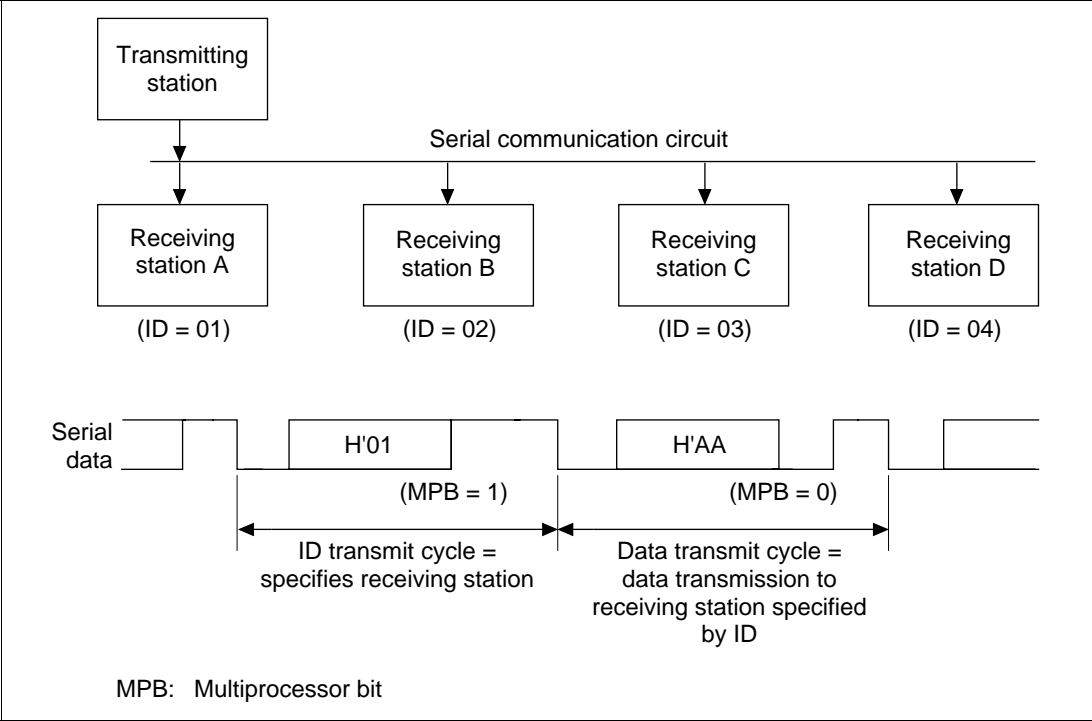 Transmitting
station
Serial communication circuit
Receiving
station A
Receiving
station B
Receiving
station C
Receiving
station D
(ID = 01)
(ID = 02)
(ID = 03)
(ID = 04)
Serial
data
H'01
H'AA
(MPB = 1)
(MPB = 0)
ID transmit cycle =
specifies receiving station
Data transmit cycle =
data transmission to
receiving station specified
by ID
MPB: Multiprocessor bit